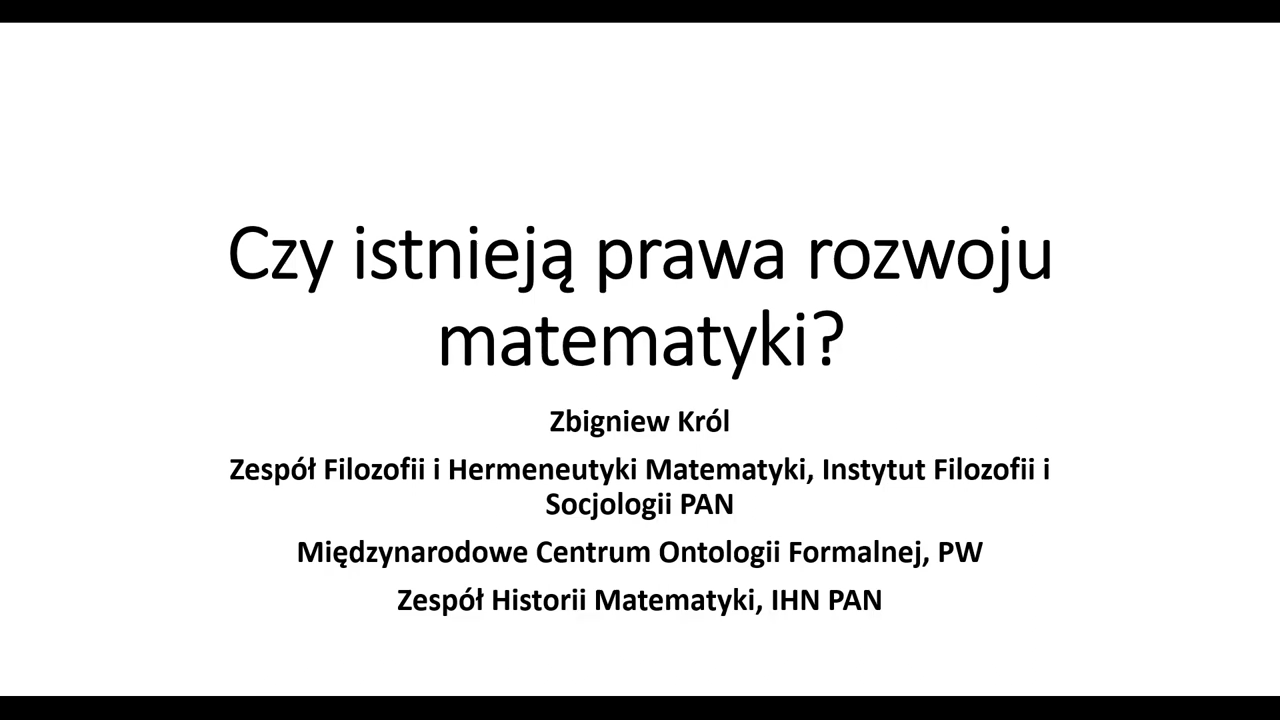 Czy istnieją prawa rozwoju
matematyki?
Zbigniew Król
Zespół Filozofii i Hermeneutyki Matematyki, Instytut Filozofii i
Socjologii PAN
Międzynarodowe Centrum Ontologii Formalnej, PW
Zespół Historii Matematyki, IHN PAN